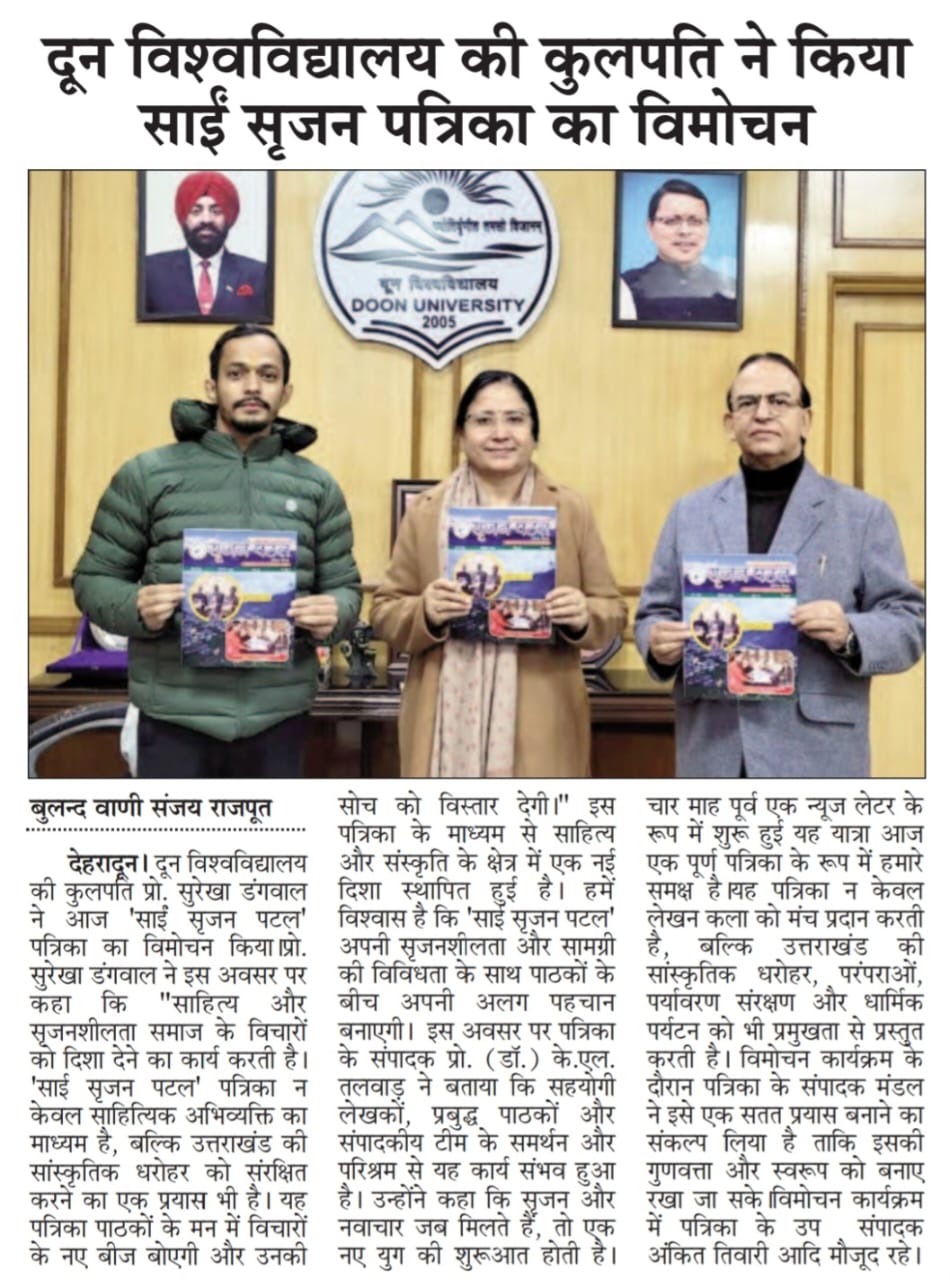 दून विश्वविद्यालय की कुलपति ने किया
साईं सृजन पत्रिका का विमोचन
दून विश्वविद्यालय
DOON UNIVERSITY
2005
बुलन्द वाणी संजय राजपूत
देहरादून। दून विश्वविद्यालय
की कुलपति प्रो. सुरेखा डंगवाल
ने आज 'साईं सृजन पटल'
पत्रिका का विमोचन किया।प्रो.
सुरेखा डंगवाल ने इस अवसर पर
कहा कि "साहित्य और
सृजनशीलता समाज के विचारों
को दिशा देने का कार्य करती है।
'साईं सृजन पटल' पत्रिका न
केवल साहित्यिक अभिव्यक्ति का
माध्यम है, बल्कि उत्तराखंड की
सांस्कृतिक धरोहर को संरक्षित
करने का एक प्रयास भी है। यह
पत्रिका पाठकों के मन में विचारों
के नए बीज बोएगी और उनकी
सोच को विस्तार देगी।" इस
पत्रिका के माध्यम से साहित्य
और संस्कृति के क्षेत्र में एक नई
दिशा स्थापित हुई है। हमें
विश्वास है कि 'साईं सृजन पटल'
अपनी सृजनशीलता और सामग्री
की विविधता के साथ पाठकों के
बीच अपनी अलग पहचान
बनाएगी। इस अवसर पर पत्रिका
के संपादक प्रो. (डॉ.) के.एल.
तलवाड़ ने बताया कि सहयोगी
लेखकों, प्रबुद्ध पाठकों और
संपादकीय टीम के समर्थन और
परिश्रम से यह कार्य संभव हुआ
है। उन्होंने कहा कि सृजन और
नवाचार जब मिलते हैं, तो एक
नए युग की शुरूआत होती है।
चार माह पूर्व एक न्यूज लेटर के
रूप में शुरू हुई यह यात्रा आज
एक पूर्ण पत्रिका के रूप में हमारे
समक्ष है।यह पत्रिका न केवल
लेखन कला को मंच प्रदान करती
है, बल्कि उत्तराखंड की
सांस्कृतिक धरोहर, परंपराओं,
पर्यावरण संरक्षण और धार्मिक
पर्यटन को भी प्रमुखता से प्रस्तुत
करती है। विमोचन कार्यक्रम के
दौरान पत्रिका के संपादक मंडल
ने इसे एक सतत प्रयास बनाने का
संकल्प लिया है ताकि इसकी
गुणवत्ता और स्वरूप को बनाए
रखा जा सके।विमोचन कार्यक्रम
में पत्रिका के उप संपादक
अंकित तिवारी आदि मौजूद रहे।